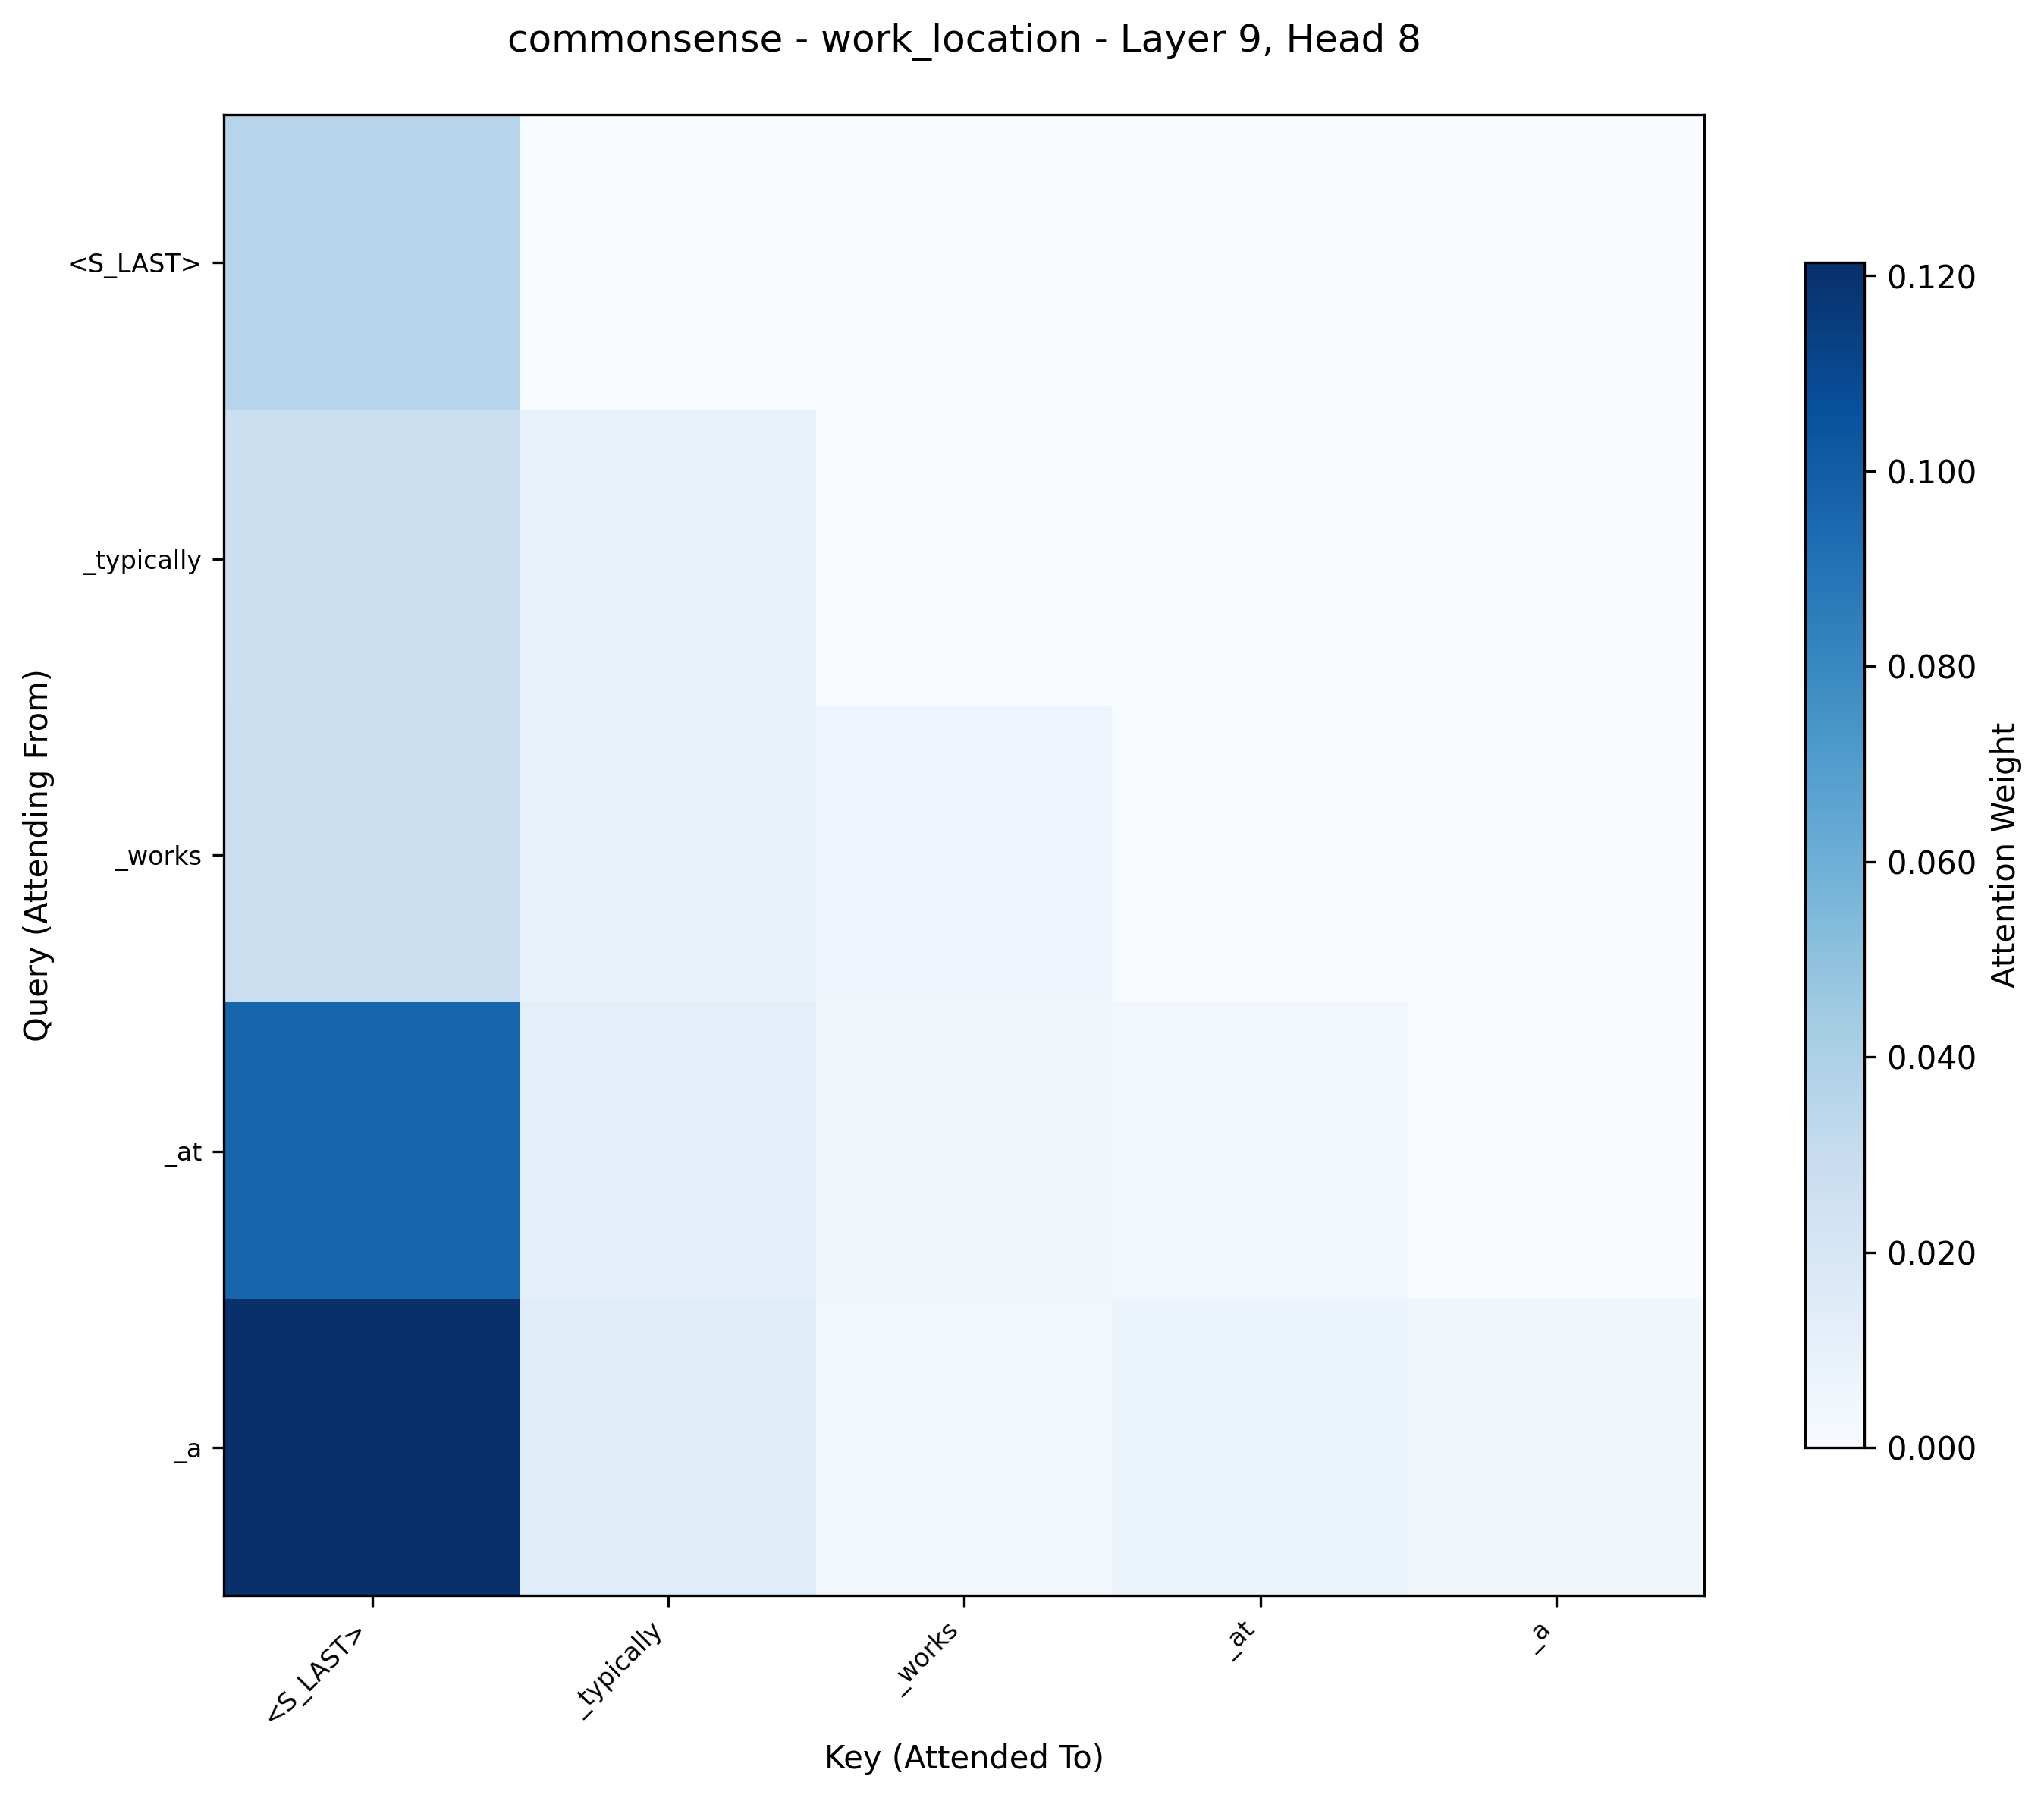 commonsense - work_location - Layer 9, Head 8
Query (Attending From)
<S_LAST>
_typically
_works
_at
_a
<S_LAST>
_typically
_works
_at
_a
Key (Attended To)
0.120
0.100
0.080
0.060
0.040
0.020
0.000
Attention Weight